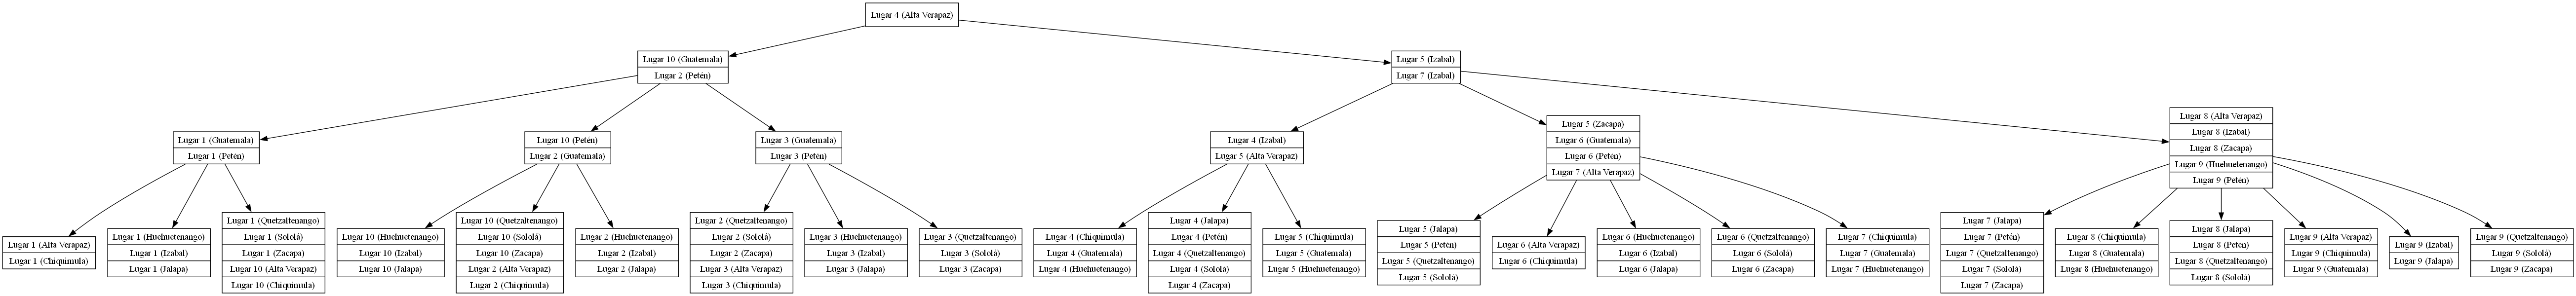 Lugar 4 (Alta Verapaz)
Lugar 10 (Guatemala)
Lugar 2 (Petén)
Lugar 5 (Izabal)
Lugar 7 (Izabal)
Lugar 1 (Guatemala)
Lugar 1 (Petén)
Lugar 10 (Petén)
Lugar 2 (Guatemala)
Lugar 3 (Guatemala)
Lugar 3 (Petén)
Lugar 4 (Izabal)
Lugar 5 (Alta Verapaz)
Lugar 5 (Zacapa)
Lugar 6 (Guatemala)
Lugar 6 (Petén)
Lugar 7 (Alta Verapaz)
Lugar 8 (Alta Verapaz)
Lugar 8 (Izabal)
Lugar 8 (Zacapa)
Lugar 9 (Huehuetenango)
Lugar 9 (Petén)
Lugar 1 (Alta Verapaz)
Lugar 1 (Chiquimula)
Lugar 1 (Huehuetenango)
Lugar 1 (Izabal)
Lugar 1 (Jalapa)
Lugar 1 (Quetzaltenango)
Lugar 1 (Sololá)
Lugar 1 (Zacapa)
Lugar 10 (Alta Verapaz)
Lugar 10 (Chiquimula)
Lugar 10 (Huehuetenango)
Lugar 10 (Izabal)
Lugar 10 (Jalapa)
Lugar 10 (Quetzaltenango)
Lugar 10 (Sololá)
Lugar 10 (Zacapa)
Lugar 2 (Alta Verapaz)
Lugar 2 (Chiquimula)
Lugar 2 (Huehuetenango)
Lugar 2 (Izabal)
Lugar 2 (Jalapa)
Lugar 2 (Quetzaltenango)
Lugar 2 (Sololá)
Lugar 2 (Zacapa)
Lugar 3 (Alta Verapaz)
Lugar 3 (Chiquimula)
Lugar 3 (Huehuetenango)
Lugar 3 (Izabal)
Lugar 3 (Jalapa)
Lugar 3 (Quetzaltenango)
Lugar 3 (Sololá)
Lugar 3 (Zacapa)
Lugar 4 (Chiquimula)
Lugar 4 (Guatemala)
Lugar 4 (Huehuetenango)
Lugar 4 (Jalapa)
Lugar 4 (Petén)
Lugar 4 (Quetzaltenango)
Lugar 4 (Sololá)
Lugar 4 (Zacapa)
Lugar 5 (Chiquimula)
Lugar 5 (Guatemala)
Lugar 5 (Huehuetenango)
Lugar 5 (Jalapa)
Lugar 5 (Petén)
Lugar 5 (Quetzaltenango)
Lugar 5 (Sololá)
Lugar 6 (Alta Verapaz)
Lugar 6 (Chiquimula)
Lugar 6 (Huehuetenango)
Lugar 6 (Izabal)
Lugar 6 (Jalapa)
Lugar 6 (Quetzaltenango)
Lugar 6 (Sololá)
Lugar 6 (Zacapa)
Lugar 7 (Chiquimula)
Lugar 7 (Guatemala)
Lugar 7 (Huehuetenango)
Lugar 7 (Jalapa)
Lugar 7 (Petén)
Lugar 7 (Quetzaltenango)
Lugar 7 (Sololá)
Lugar 7 (Zacapa)
Lugar 8 (Chiquimula)
Lugar 8 (Guatemala)
Lugar 8 (Huehuetenango)
Lugar 8 (Jalapa)
Lugar 8 (Petén)
Lugar 8 (Quetzaltenango)
Lugar 8 (Sololá)
Lugar 9 (Alta Verapaz)
Lugar 9 (Chiquimula)
Lugar 9 (Guatemala)
Lugar 9 (Izabal)
Lugar 9 (Jalapa)
Lugar 9 (Quetzaltenango)
Lugar 9 (Sololá)
Lugar 9 (Zacapa)